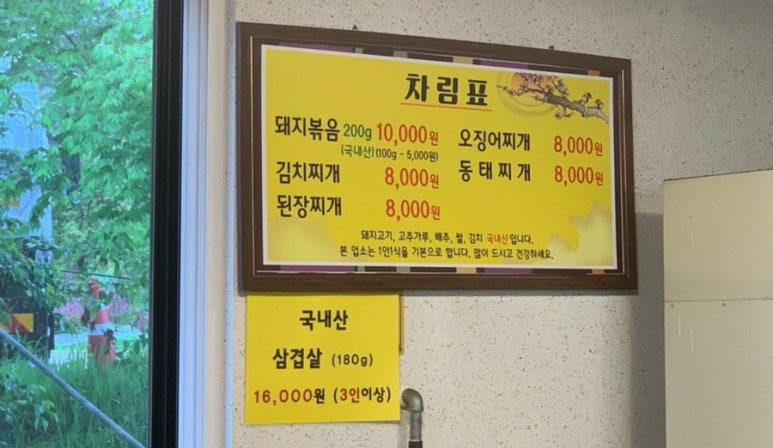 차림표
돼지볶음 200g 10,000원
(국내산) (100g - 5,000원)
김치찌개 8,000원
된장찌개 8,000원
오징어찌개 8,000원
동태찌개 8,000원
돼지고기, 고추가루, 배추, 쌀, 김치 국내산입니다.
본 업소는 1인1식을 기본으로 합니다. 많이 드시고 건강하세요.
국내산
삼겹살 (180g)
16,000원 (3인이상)